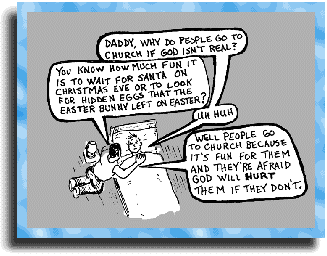 DADDY, WHY DO PEOPLE GO TO
CHURCH IF GOD ISN'T REAL?
YOU KNOW HOW MUCH FUN IT
IS TO WAIT FOR SANTA ON
CHRISTMAS EVE OR TO LOOK
FOR HIDDEN EGGS THAT THE
EASTER BUNNY LEFT ON EASTER?
UH HUH
WELL PEOPLE GO
TO CHURCH BECAUSE
IT'S FUN FOR THEM
AND THEY'RE AFRAID
GOD WILL HURT
THEM IF THEY DON'T.